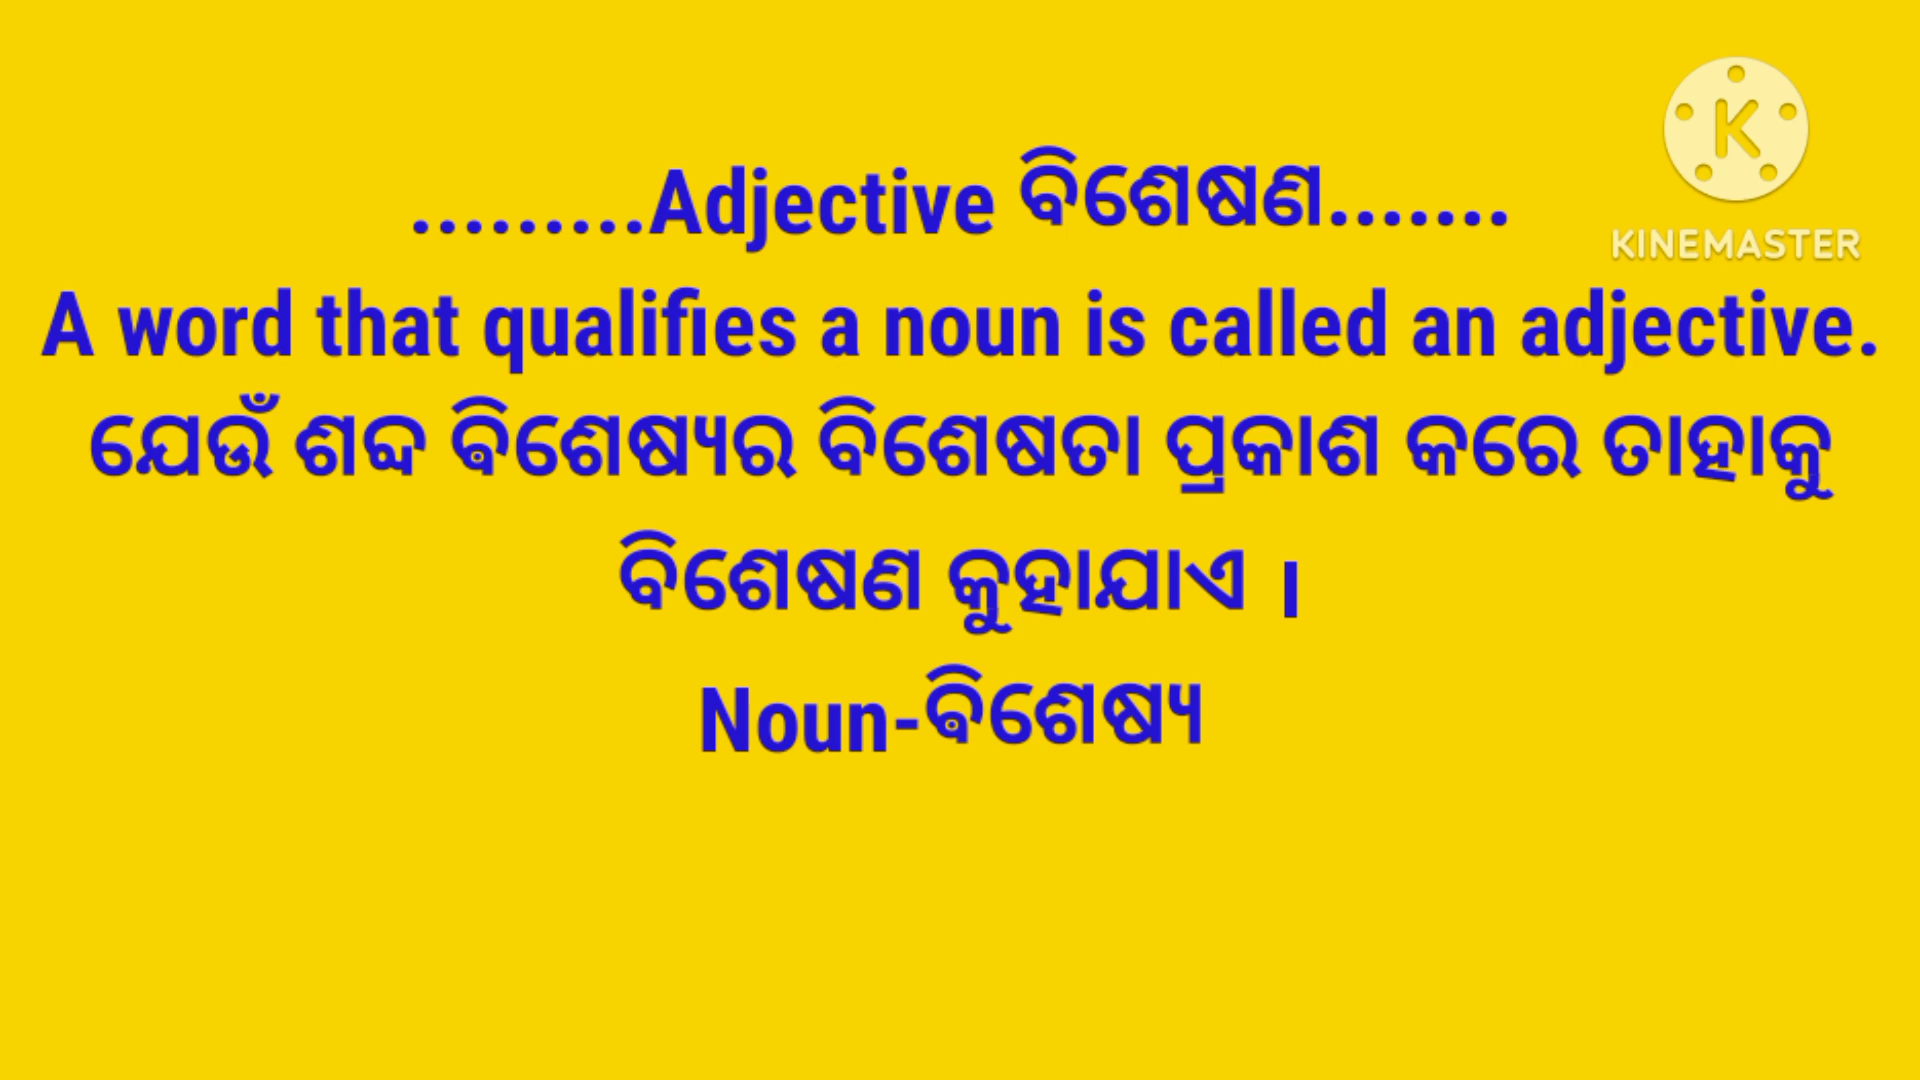 .........Adjective ବିଶେଷଣ.......
KINEMASTER
A word that qualifies a noun is called an adjective.
ଯେଉଁ ଶବ୍ଦ ଵିଶେଷ୍ୟର ବିଶେଷତା ପ୍ରକାଶ କରେ ତାହାକୁ
ବିଶେଷଣ କୁହାଯାଏ ।
Noun-ଵିଶେଷ୍ୟ